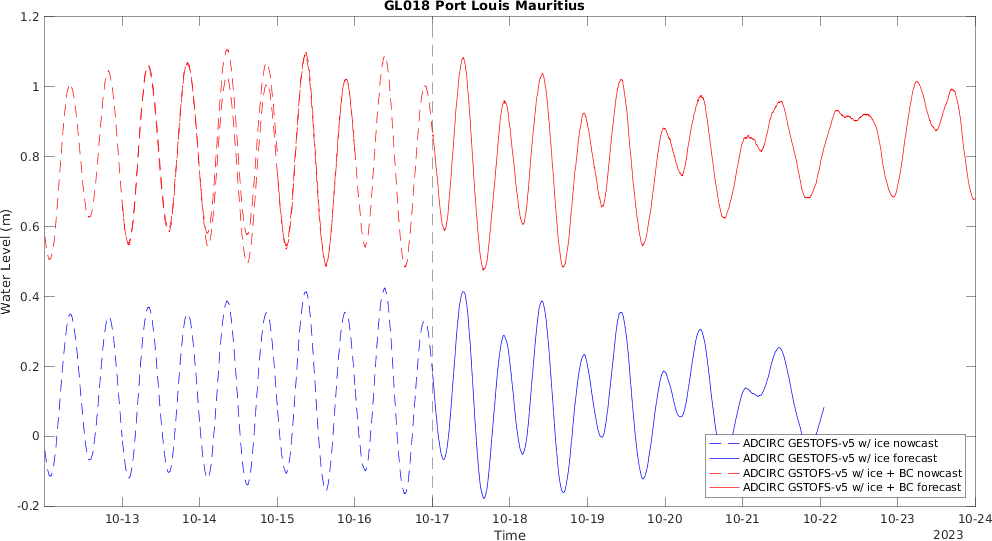 GL018 Port Louis Mauritius
Water Level (m)
1.2
1
0.8
0.6
0.4
0.2
0
-0.2
ADCIRC GESTOFS-v5 w/ ice nowcast
ADCIRC GESTOFS-v5 w/ ice forecast
ADCIRC GSTOFS-v5 w/ ice + BC nowcast
ADCIRC GSTOFS-v5 w/ ice + BC forecast
10-13 10-14 10-15 10-16 10-17 10-18 10-19 10-20 10-21 10-22 10-23 10-24
Time
2023